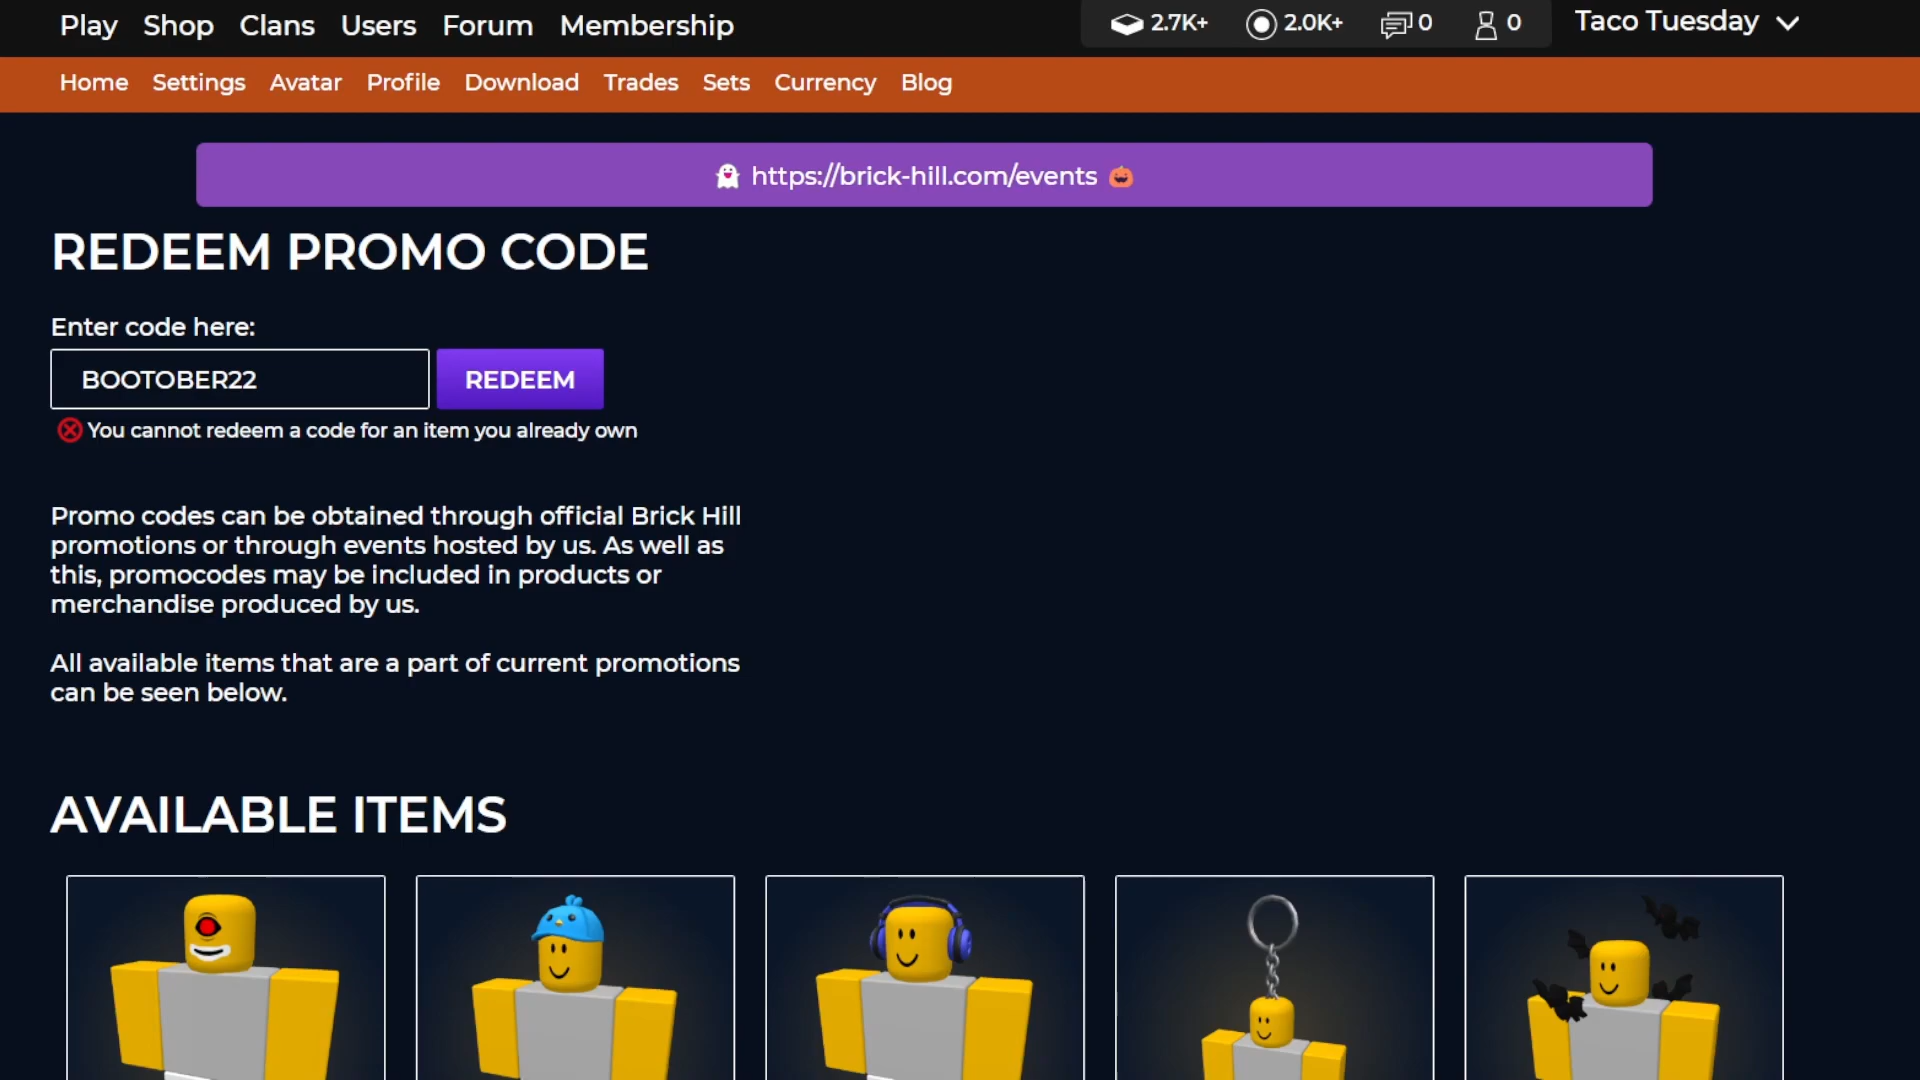 Play Shop Clans Users Forum Membership 2.7K+ 2.0K+ 0 0 Taco Tuesday
Home Settings Avatar Profile Download Trades Sets Currency Blog
👻 https://brick-hill.com/events 🎃
REDEEM PROMO CODE
Enter code here:
BOOTOBER22 REDEEM
You cannot redeem a code for an item you already own
Promo codes can be obtained through official Brick Hill
promotions or through events hosted by us. As well as
this, promocodes may be included in products or
merchandise produced by us.
All available items that are a part of current promotions
can be seen below.
AVAILABLE ITEMS